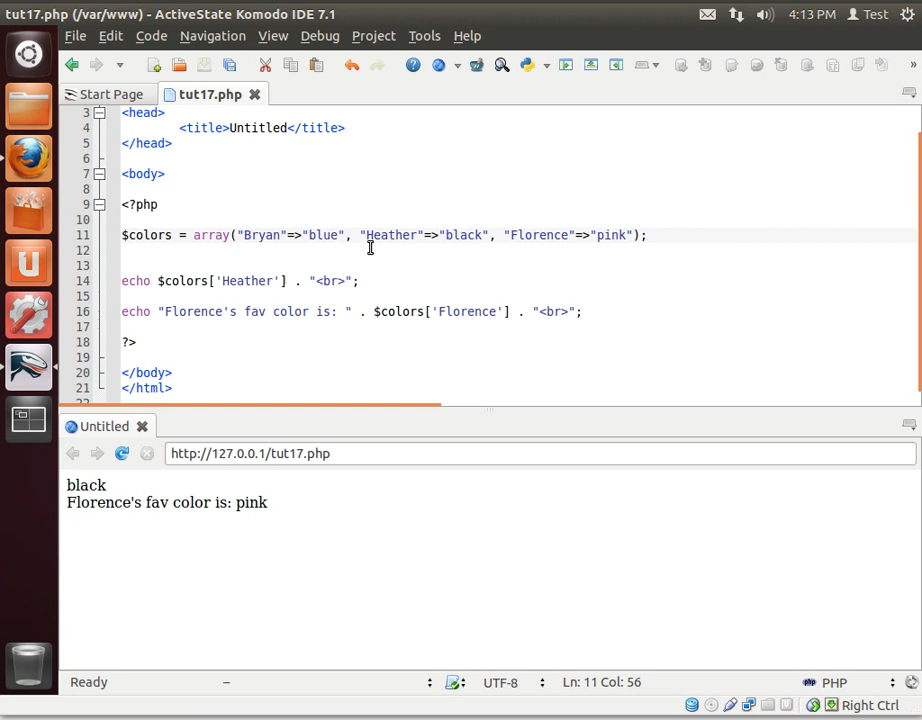 tut17.php (/var/www) - ActiveState Komodo IDE 7.1
4:13 PM Test
File Edit Code Navigation View Debug Project Tools Help
»
Start Page tut17.php
3 <head>
4 <title>Untitled</title>
5 </head>
6
7 <body>
8
9 <?php
10
11 $colors = array("Bryan"=>"blue", "Heather"=>"black", "Florence"=>"pink");
12
13
14 echo $colors['Heather'] . "<br>";
15
16 echo "Florence's fav color is: " . $colors['Florence'] . "<br>";
17
18 ?>
19
20 </body>
21 </html>
22
Untitled
http://127.0.0.1/tut17.php
black
Florence's fav color is: pink
Ready – UTF-8 Ln: 11 Col: 56 php PHP
Right Ctrl